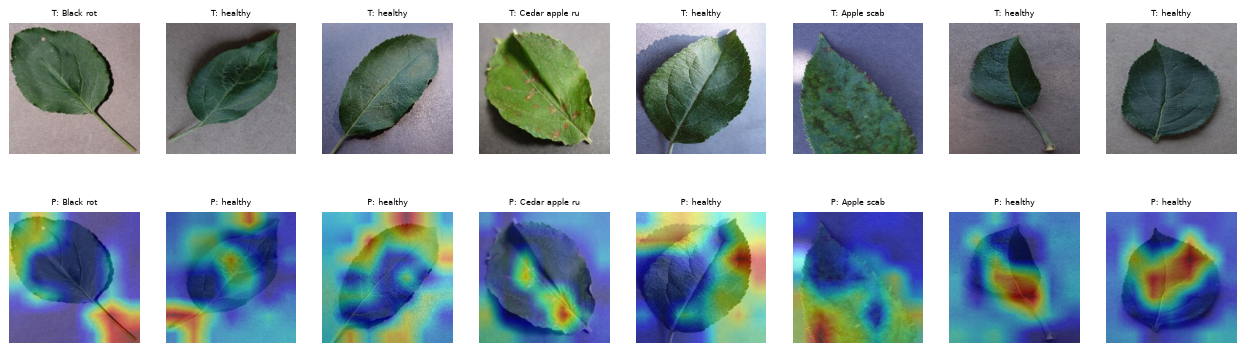 T: Black rot
T: healthy
T: healthy
T: Cedar apple ru
T: healthy
T: Apple scab
T: healthy
T: healthy
P: Black rot
P: healthy
P: healthy
P: Cedar apple ru
P: healthy
P: Apple scab
P: healthy
P: healthy